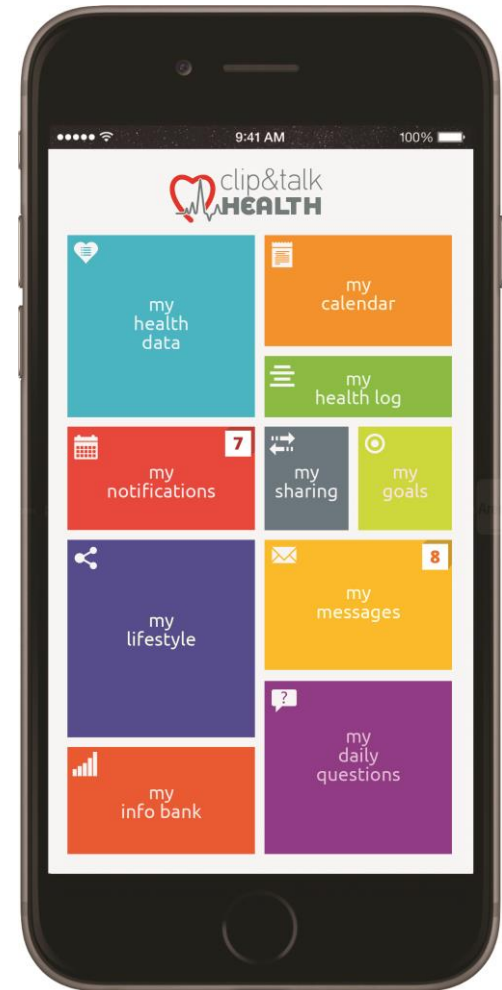 9:41 AM
100%
clip&talk
HEALTH
my
health
data
my
calendar
my
health log
7
my
notifications
my
sharing
my
goals
my
lifestyle
8
my
messages
?
my
daily
questions
my
info bank